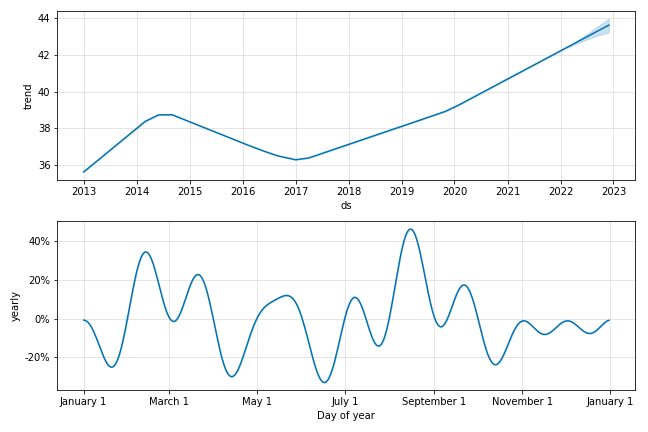 44
42
40
38
36
trend
2013 2014 2015 2016 2017 2018 2019 2020 2021 2022 2023
ds
40%
20%
0%
-20%
yearly
January 1 March 1 May 1 July 1 September 1 November 1 January 1
Day of year